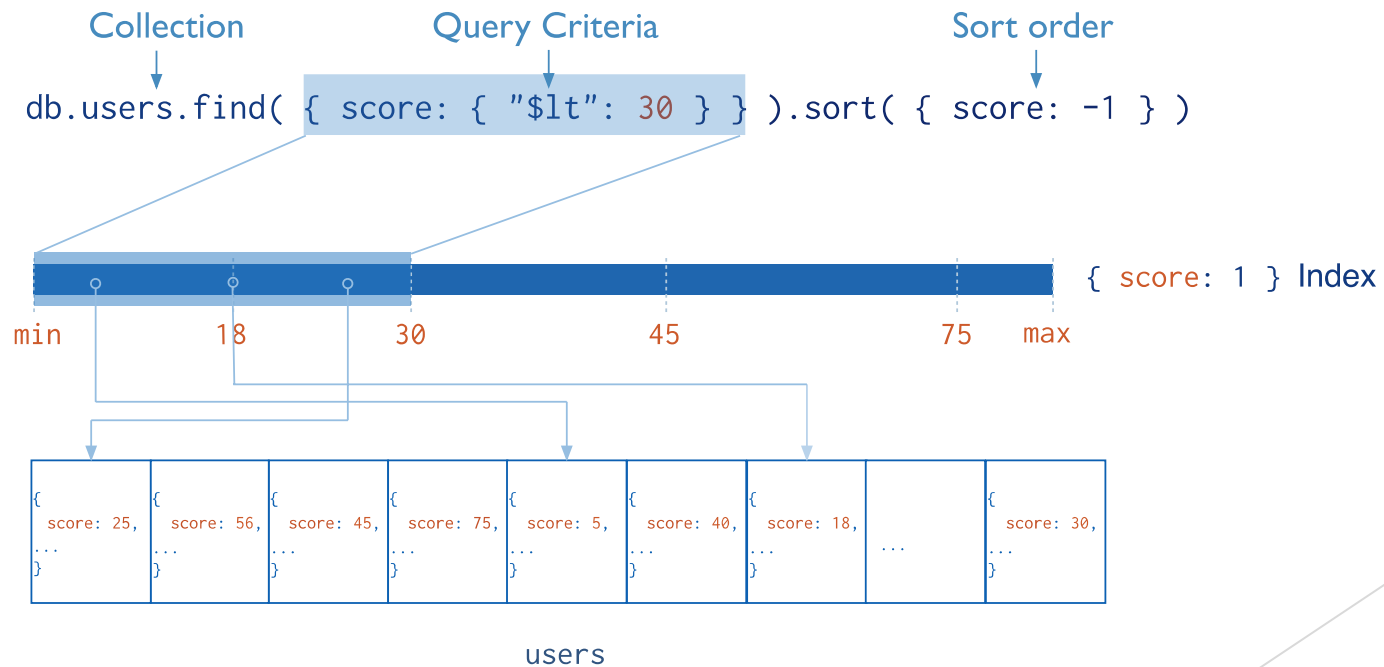 Collection Query Criteria Sort order
db.users.find( { score: { "$lt": 30 } } ).sort( { score: -1 } )
{ score: 1 } Index
min 18 30 45 75 max
{ { { { { { { {
score: 25, score: 56, score: 45, score: 75, score: 5, score: 40, score: 18, score: 30,
... ... ... ... ... ... ... ... ...
} } } } } } } }
users